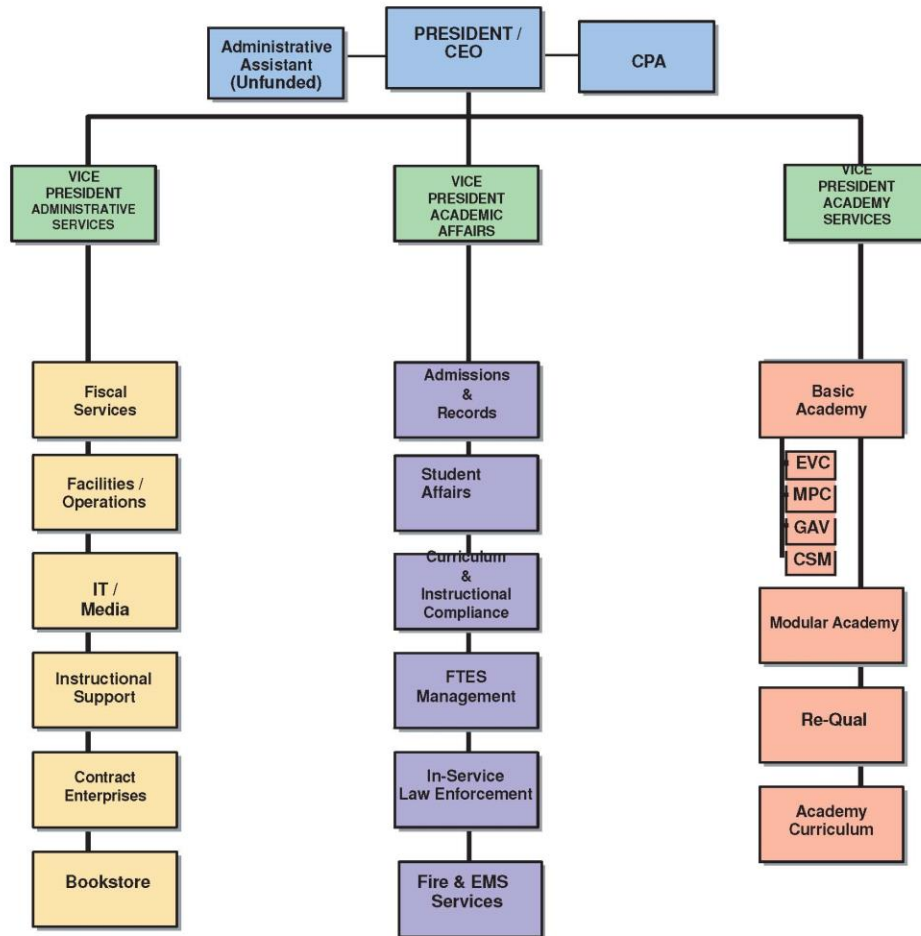 Administrative
Assistant
(Unfunded)
PRESIDENT /
CEO
CPA
VICE
PRESIDENT
ADMINISTRATIVE
SERVICES
VICE
PRESIDENT
ACADEMIC
AFFAIRS
VICE
PRESIDENT
ACADEMY
SERVICES
Fiscal
Services
Facilities /
Operations
IT /
Media
Instructional
Support
Contract
Enterprises
Bookstore
Admissions
&
Records
Student
Affairs
Curriculum
&
Instructional
Compliance
FTES
Management
In-Service
Law Enforcement
Fire & EMS
Services
Basic
Academy
EVC
MPC
GAV
CSM
Modular Academy
Re-Qual
Academy
Curriculum